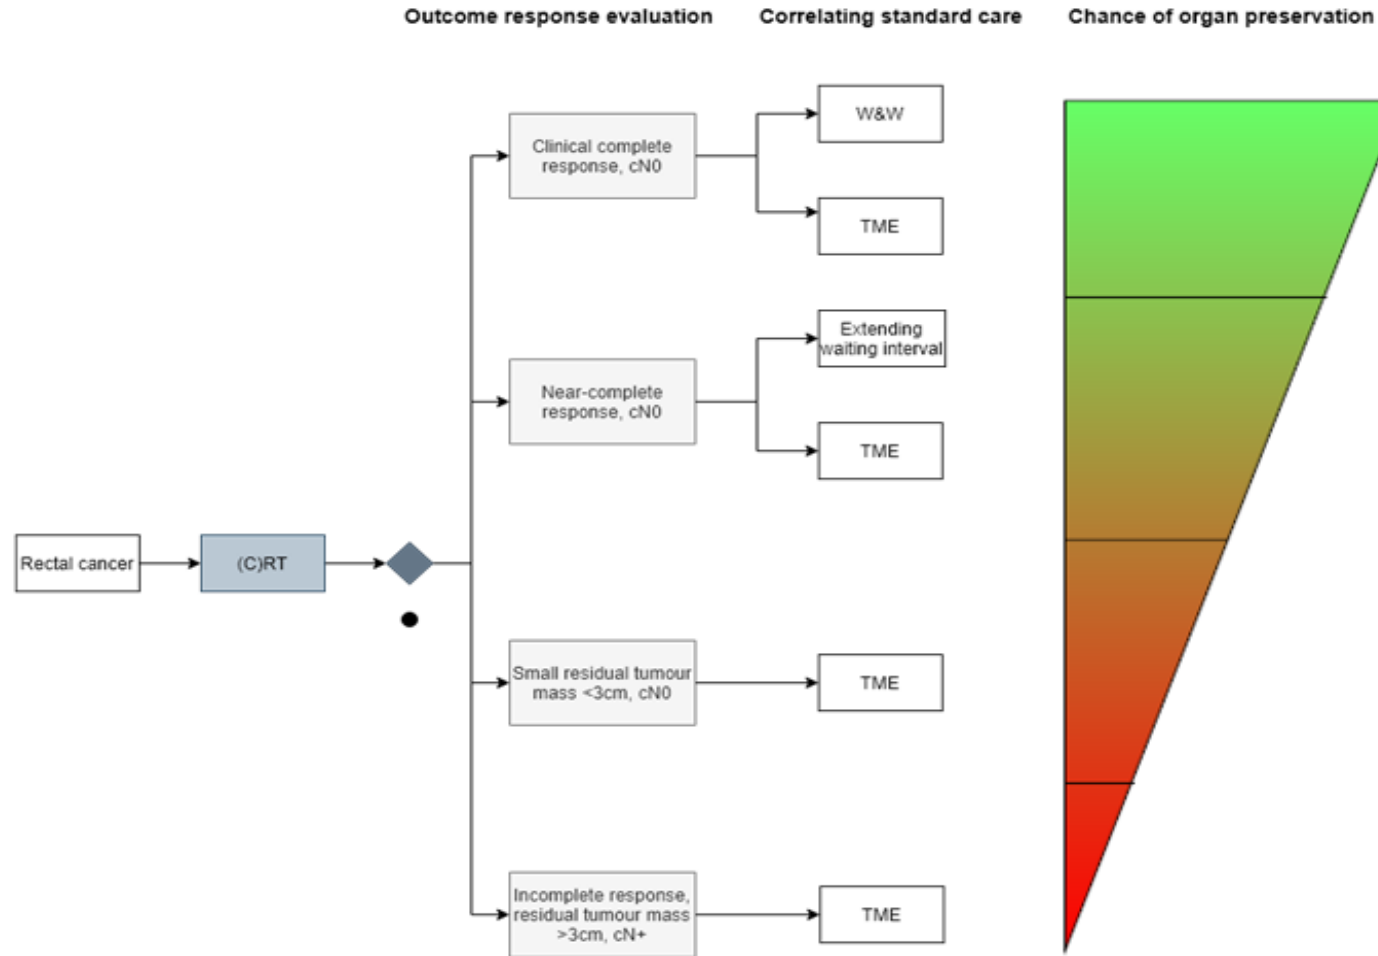 Outcome response evaluation
Correlating standard care
Chance of organ preservation
Clinical complete
response, cN0
W&W
TME
Near-complete
response, cN0
Extending
waiting interval
TME
Rectal cancer
(C)RT
Small residual tumour
mass <3cm, cN0
TME
Incomplete response,
residual tumour mass
>3cm, cN+
TME